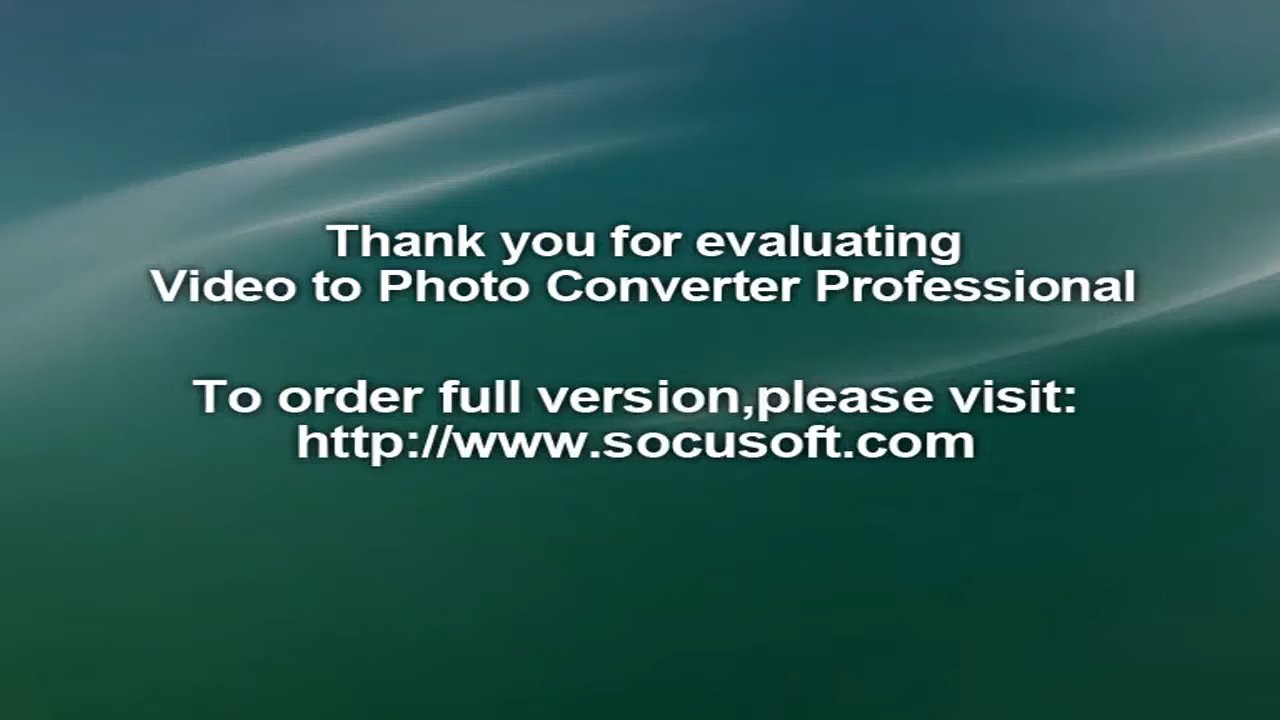 Thank you for evaluating
Video to Photo Converter Professional
To order full version,please visit:
http://www.socusoft.com